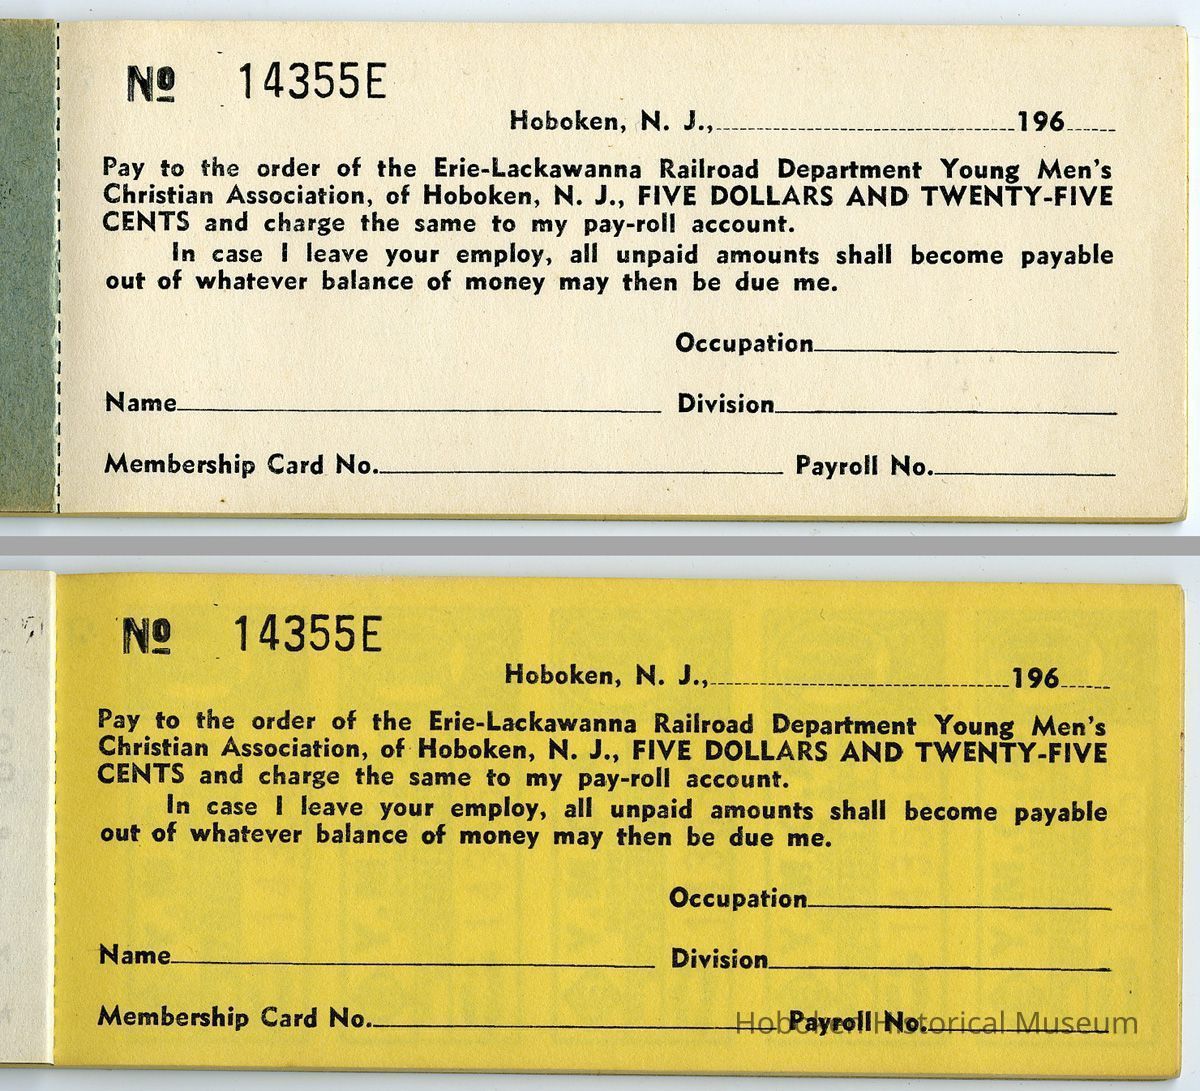 Nº 14355E
Hoboken, N. J., 196
Pay to the order of the Erie-Lackawanna Railroad Department Young Men's
Christian Association, of Hoboken, N. J., FIVE DOLLARS AND TWENTY-FIVE
CENTS and charge the same to my pay-roll account.
In case I leave your employ, all unpaid amounts shall become payable
out of whatever balance of money may then be due me.
Occupation
Name Division
Membership Card No. Payroll No.
Nº 14355E
Hoboken, N. J., 196
Pay to the order of the Erie-Lackawanna Railroad Department Young Men's
Christian Association, of Hoboken, N. J., FIVE DOLLARS AND TWENTY-FIVE
CENTS and charge the same to my pay-roll account.
In case I leave your employ, all unpaid amounts shall become payable
out of whatever balance of money may then be due me.
Occupation
Name Division
Membership Card No. Payroll No.
Hoboken Historical Museum